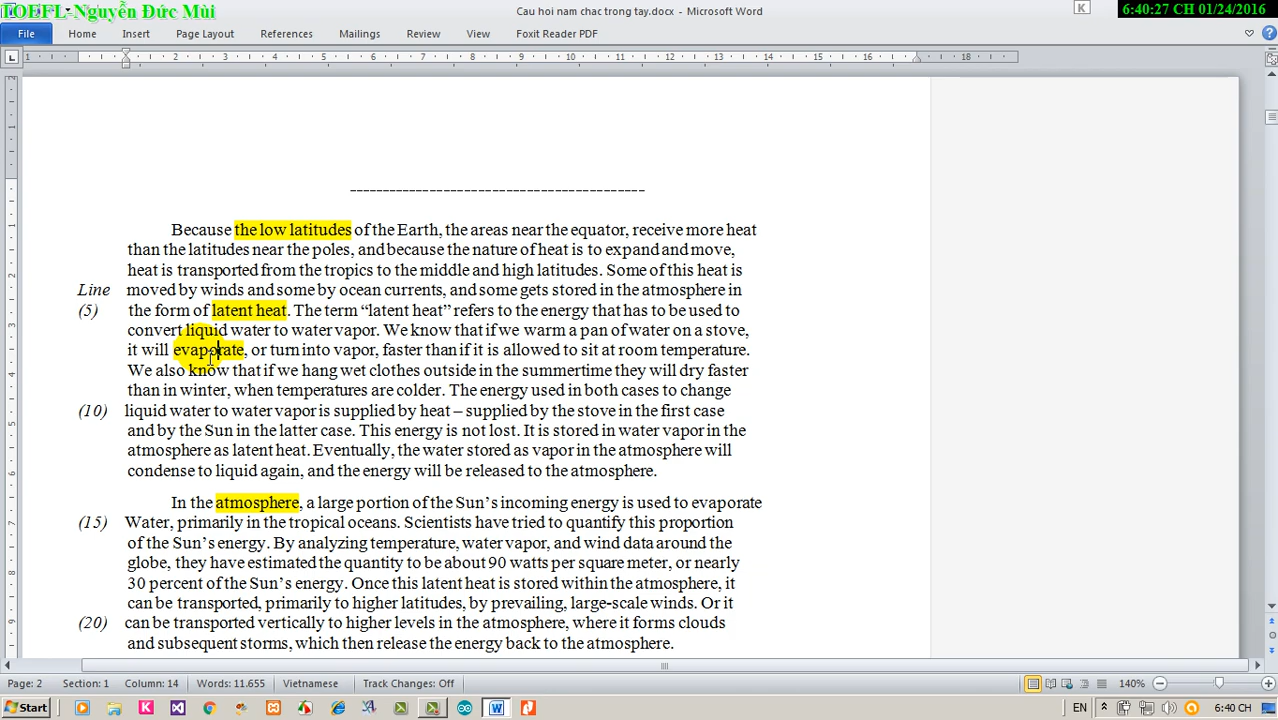 TOEFL-Nguyễn Đức Mùi
Cau hoi nam chac trong tay.docx - Microsoft Word
K
6:40:27 CH 01/24/2016
File Home Insert Page Layout References Mailings Review View Foxit Reader PDF
1 1 2 3 4 5 6 7 8 9 10 11 12 13 14 15 16 18
----------------------------------------------
Because the low latitudes of the Earth, the areas near the equator, receive more heat
than the latitudes near the poles, and because the nature of heat is to expand and move,
heat is transported from the tropics to the middle and high latitudes. Some of this heat is
Line moved by winds and some by ocean currents, and some gets stored in the atmosphere in
(5) the form of latent heat. The term “latent heat” refers to the energy that has to be used to
convert liquid water to water vapor. We know that if we warm a pan of water on a stove,
it will evaporate, or turn into vapor, faster than if it is allowed to sit at room temperature.
We also know that if we hang wet clothes outside in the summertime they will dry faster
than in winter, when temperatures are colder. The energy used in both cases to change
(10) liquid water to water vapor is supplied by heat – supplied by the stove in the first case
and by the Sun in the latter case. This energy is not lost. It is stored in water vapor in the
atmosphere as latent heat. Eventually, the water stored as vapor in the atmosphere will
condense to liquid again, and the energy will be released to the atmosphere.
In the atmosphere, a large portion of the Sun’s incoming energy is used to evaporate
(15) Water, primarily in the tropical oceans. Scientists have tried to quantify this proportion
of the Sun’s energy. By analyzing temperature, water vapor, and wind data around the
globe, they have estimated the quantity to be about 90 watts per square meter, or nearly
30 percent of the Sun’s energy. Once this latent heat is stored within the atmosphere, it
can be transported, primarily to higher latitudes, by prevailing, large-scale winds. Or it
(20) can be transported vertically to higher levels in the atmosphere, where it forms clouds
and subsequent storms, which then release the energy back to the atmosphere.
Page: 2 Section: 1 Column: 14 Words: 11.655 Vietnamese Track Changes: Off 140%
Start K W EN 6:40 CH